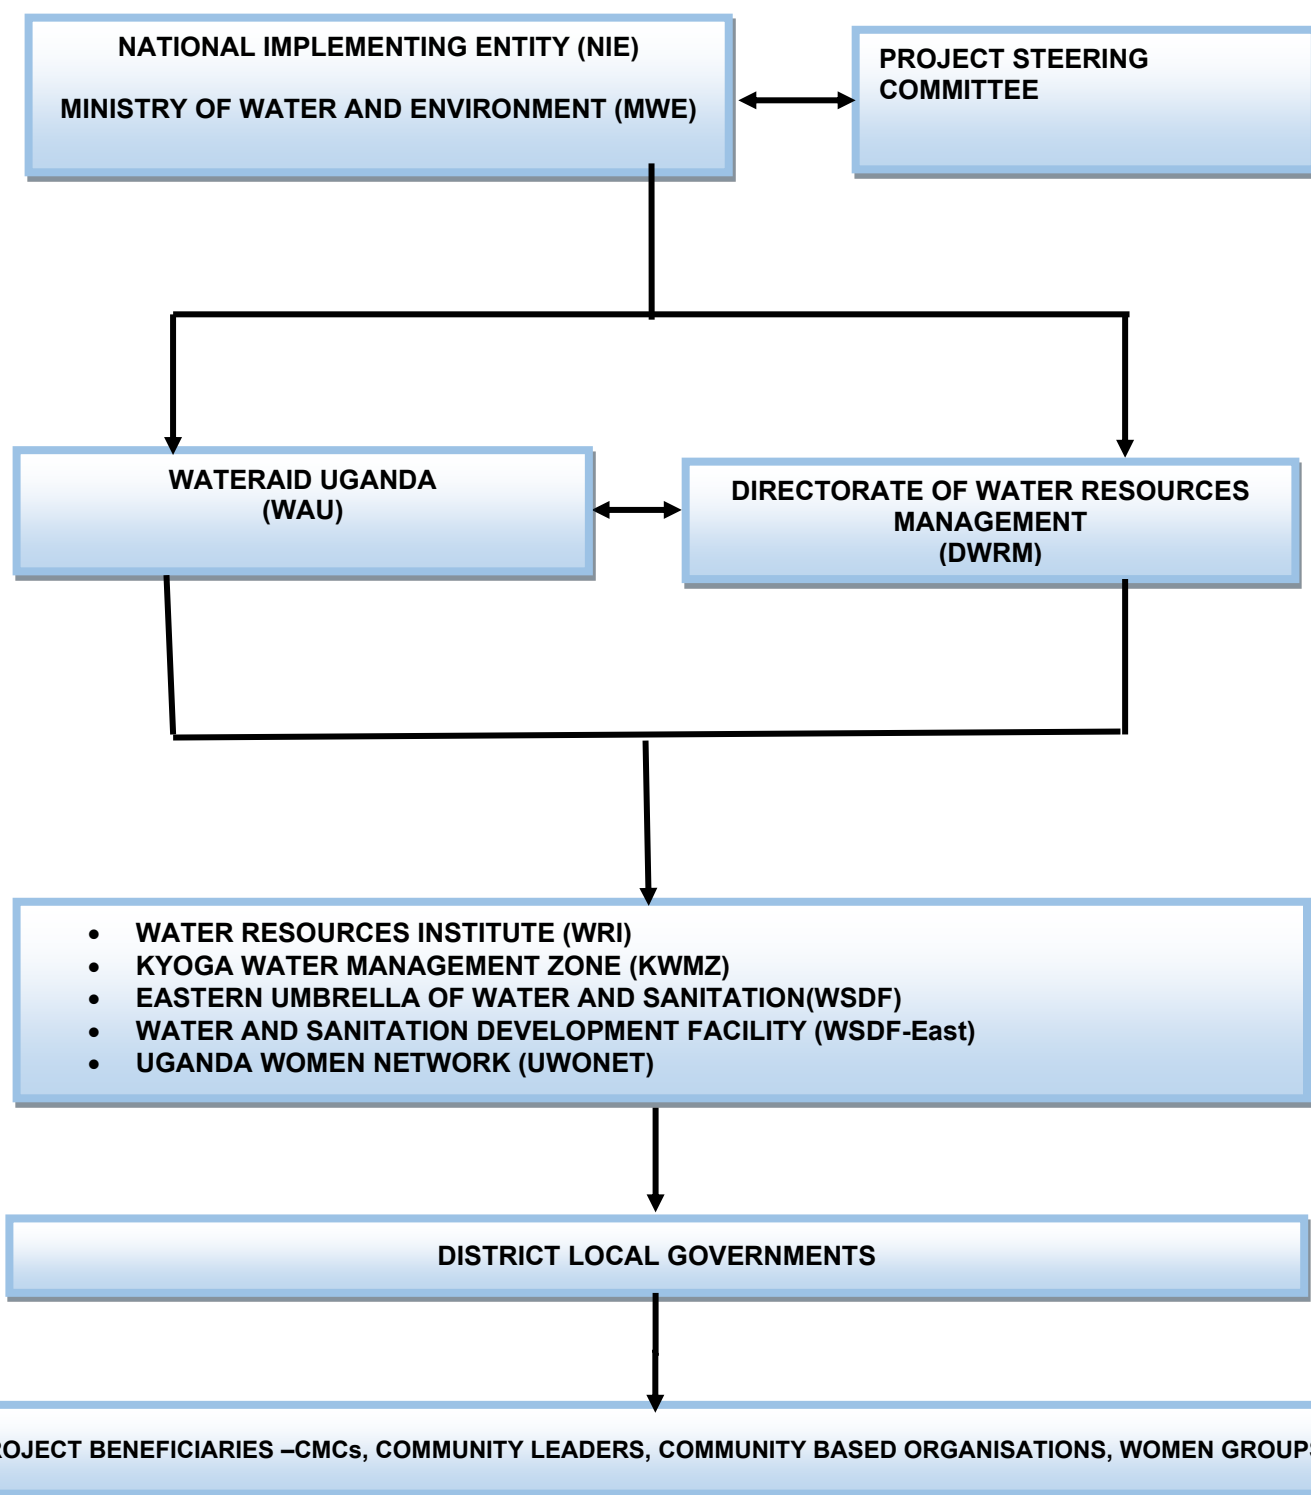 NATIONAL IMPLEMENTING ENTITY (NIE)
MINISTRY OF WATER AND ENVIRONMENT (MWE)
PROJECT STEERING
COMMITTEE
WATERAID UGANDA
(WAU)
DIRECTORATE OF WATER RESOURCES
MANAGEMENT
(DWRM)
• WATER RESOURCES INSTITUTE (WRI)
• KYOGA WATER MANAGEMENT ZONE (KWMZ)
• EASTERN UMBRELLA OF WATER AND SANITATION(WSDF)
• WATER AND SANITATION DEVELOPMENT FACILITY (WSDF-East)
• UGANDA WOMEN NETWORK (UWONET)
DISTRICT LOCAL GOVERNMENTS
ROJECT BENEFICIARIES –CMCs, COMMUNITY LEADERS, COMMUNITY BASED ORGANISATIONS, WOMEN GROUPS